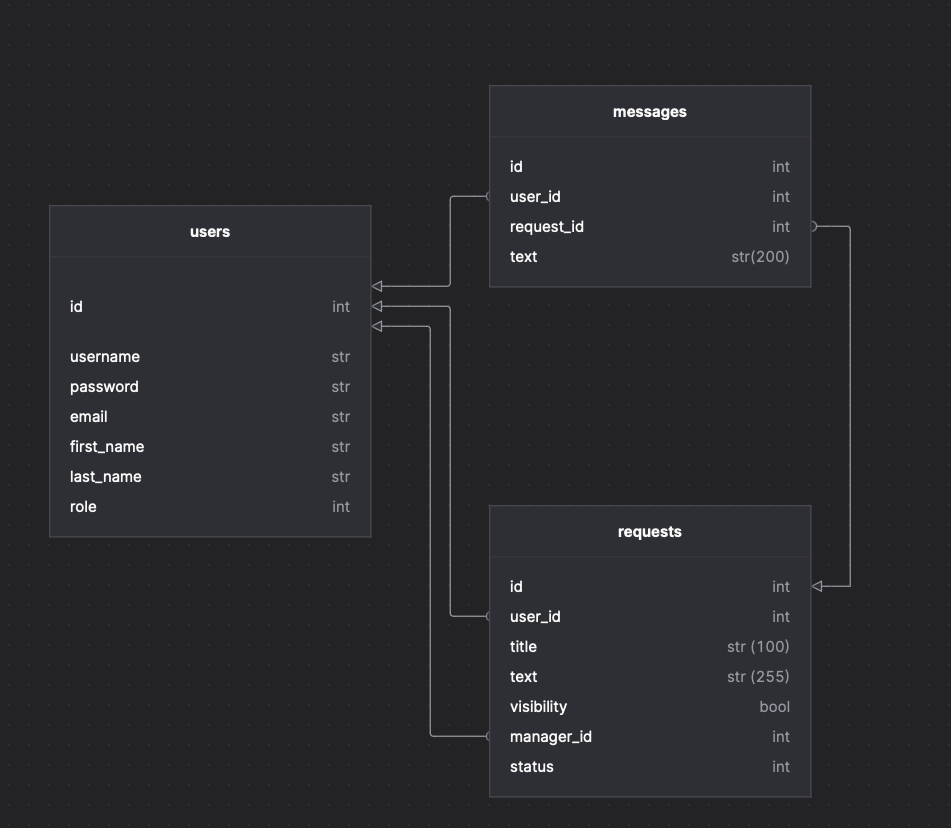 messages
id int
user_id int
request_id int
text str(200)
users
id int
username str
password str
email str
first_name str
last_name str
role int
requests
id int
user_id int
title str (100)
text str (255)
visibility bool
manager_id int
status int